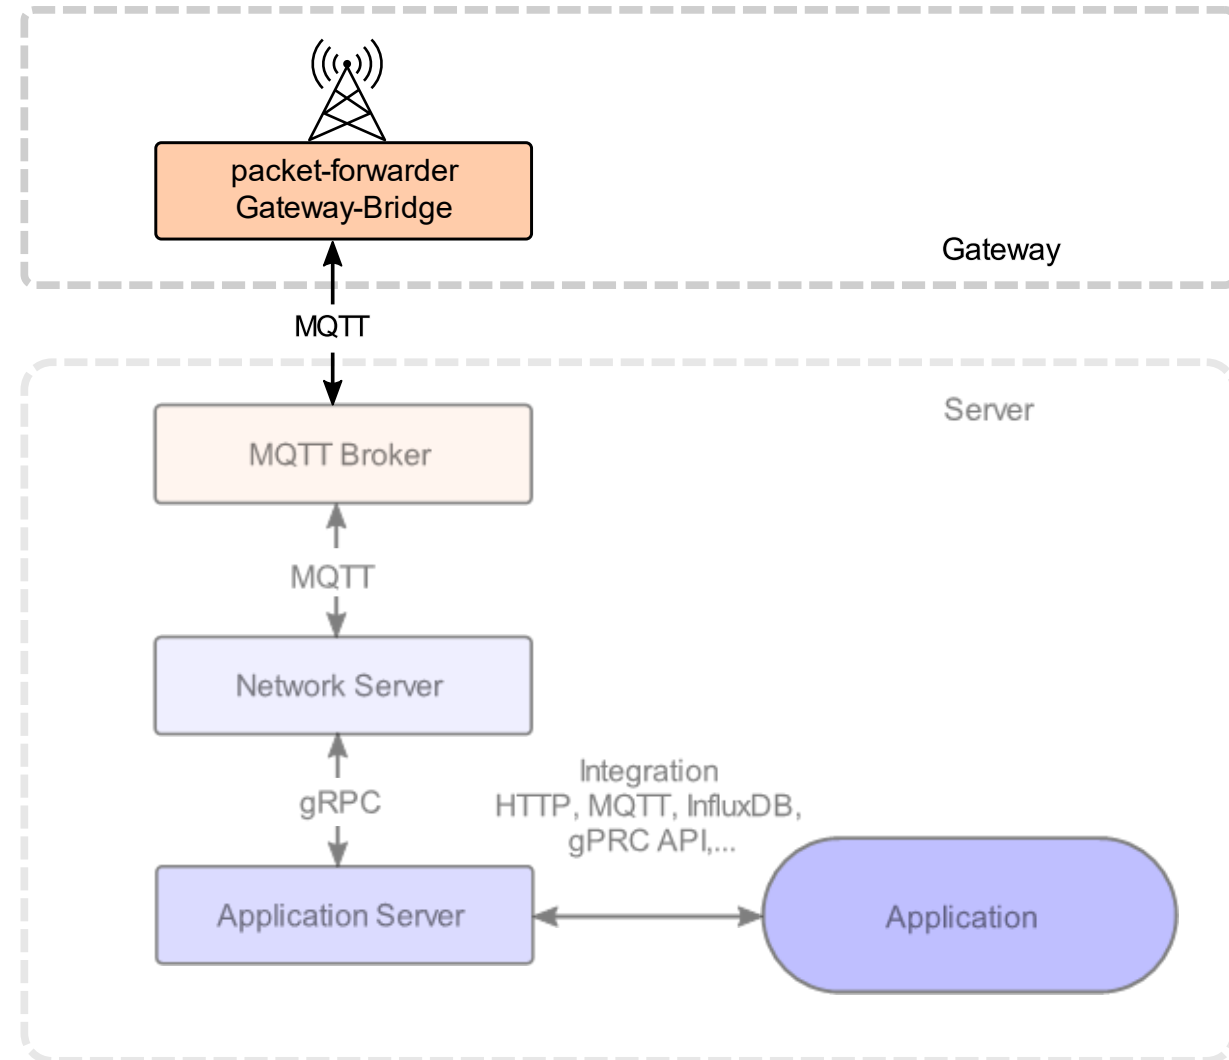 packet-forwarder
Gateway-Bridge
Gateway
MQTT
Server
MQTT Broker
MQTT
Network Server
Integration
HTTP, MQTT, InfluxDB,
gPRC API,...
gRPC
Application Server
Application